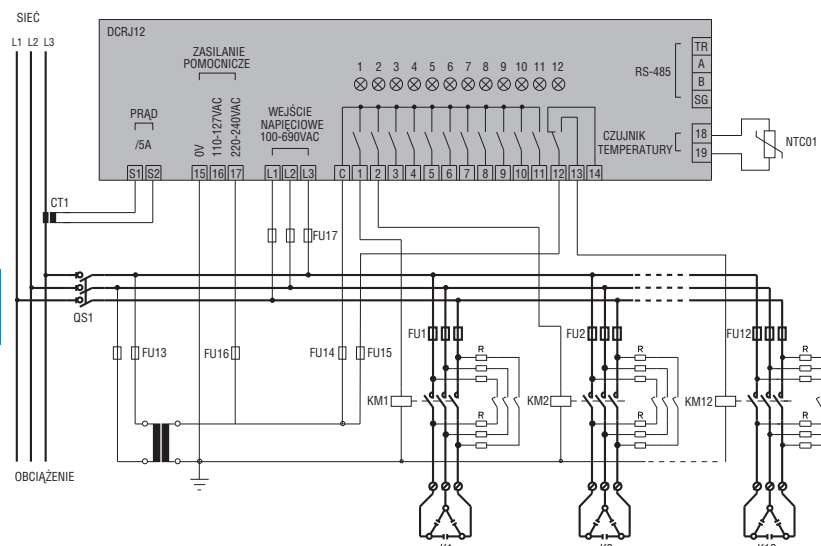 SIEĆ
L1 L2 L3
DCRJ12
ZASILANIE
POMOCNICZE
PRĄD
/5A
0V
110-127VAC
220-240VAC
WEJŚCIE
NAPIĘCIOWE
100-690VAC
1 2 3 4 5 6 7 8 9 10 11 12
RS-485
TR
A
B
SG
CZUJNIK
TEMPERATURY
18
19
NTC01
S1 S2
15 16 17
L1 L2 L3
C 1 2 3 4 5 6 7 8 9 10 11 12 13 14
CT1
FU17
QS1
FU13
FU16
FU14
FU15
FU1
FU2
FU12
R
R
R
KM1
KM2
KM12
R
R
R
OBCIĄŻENIE